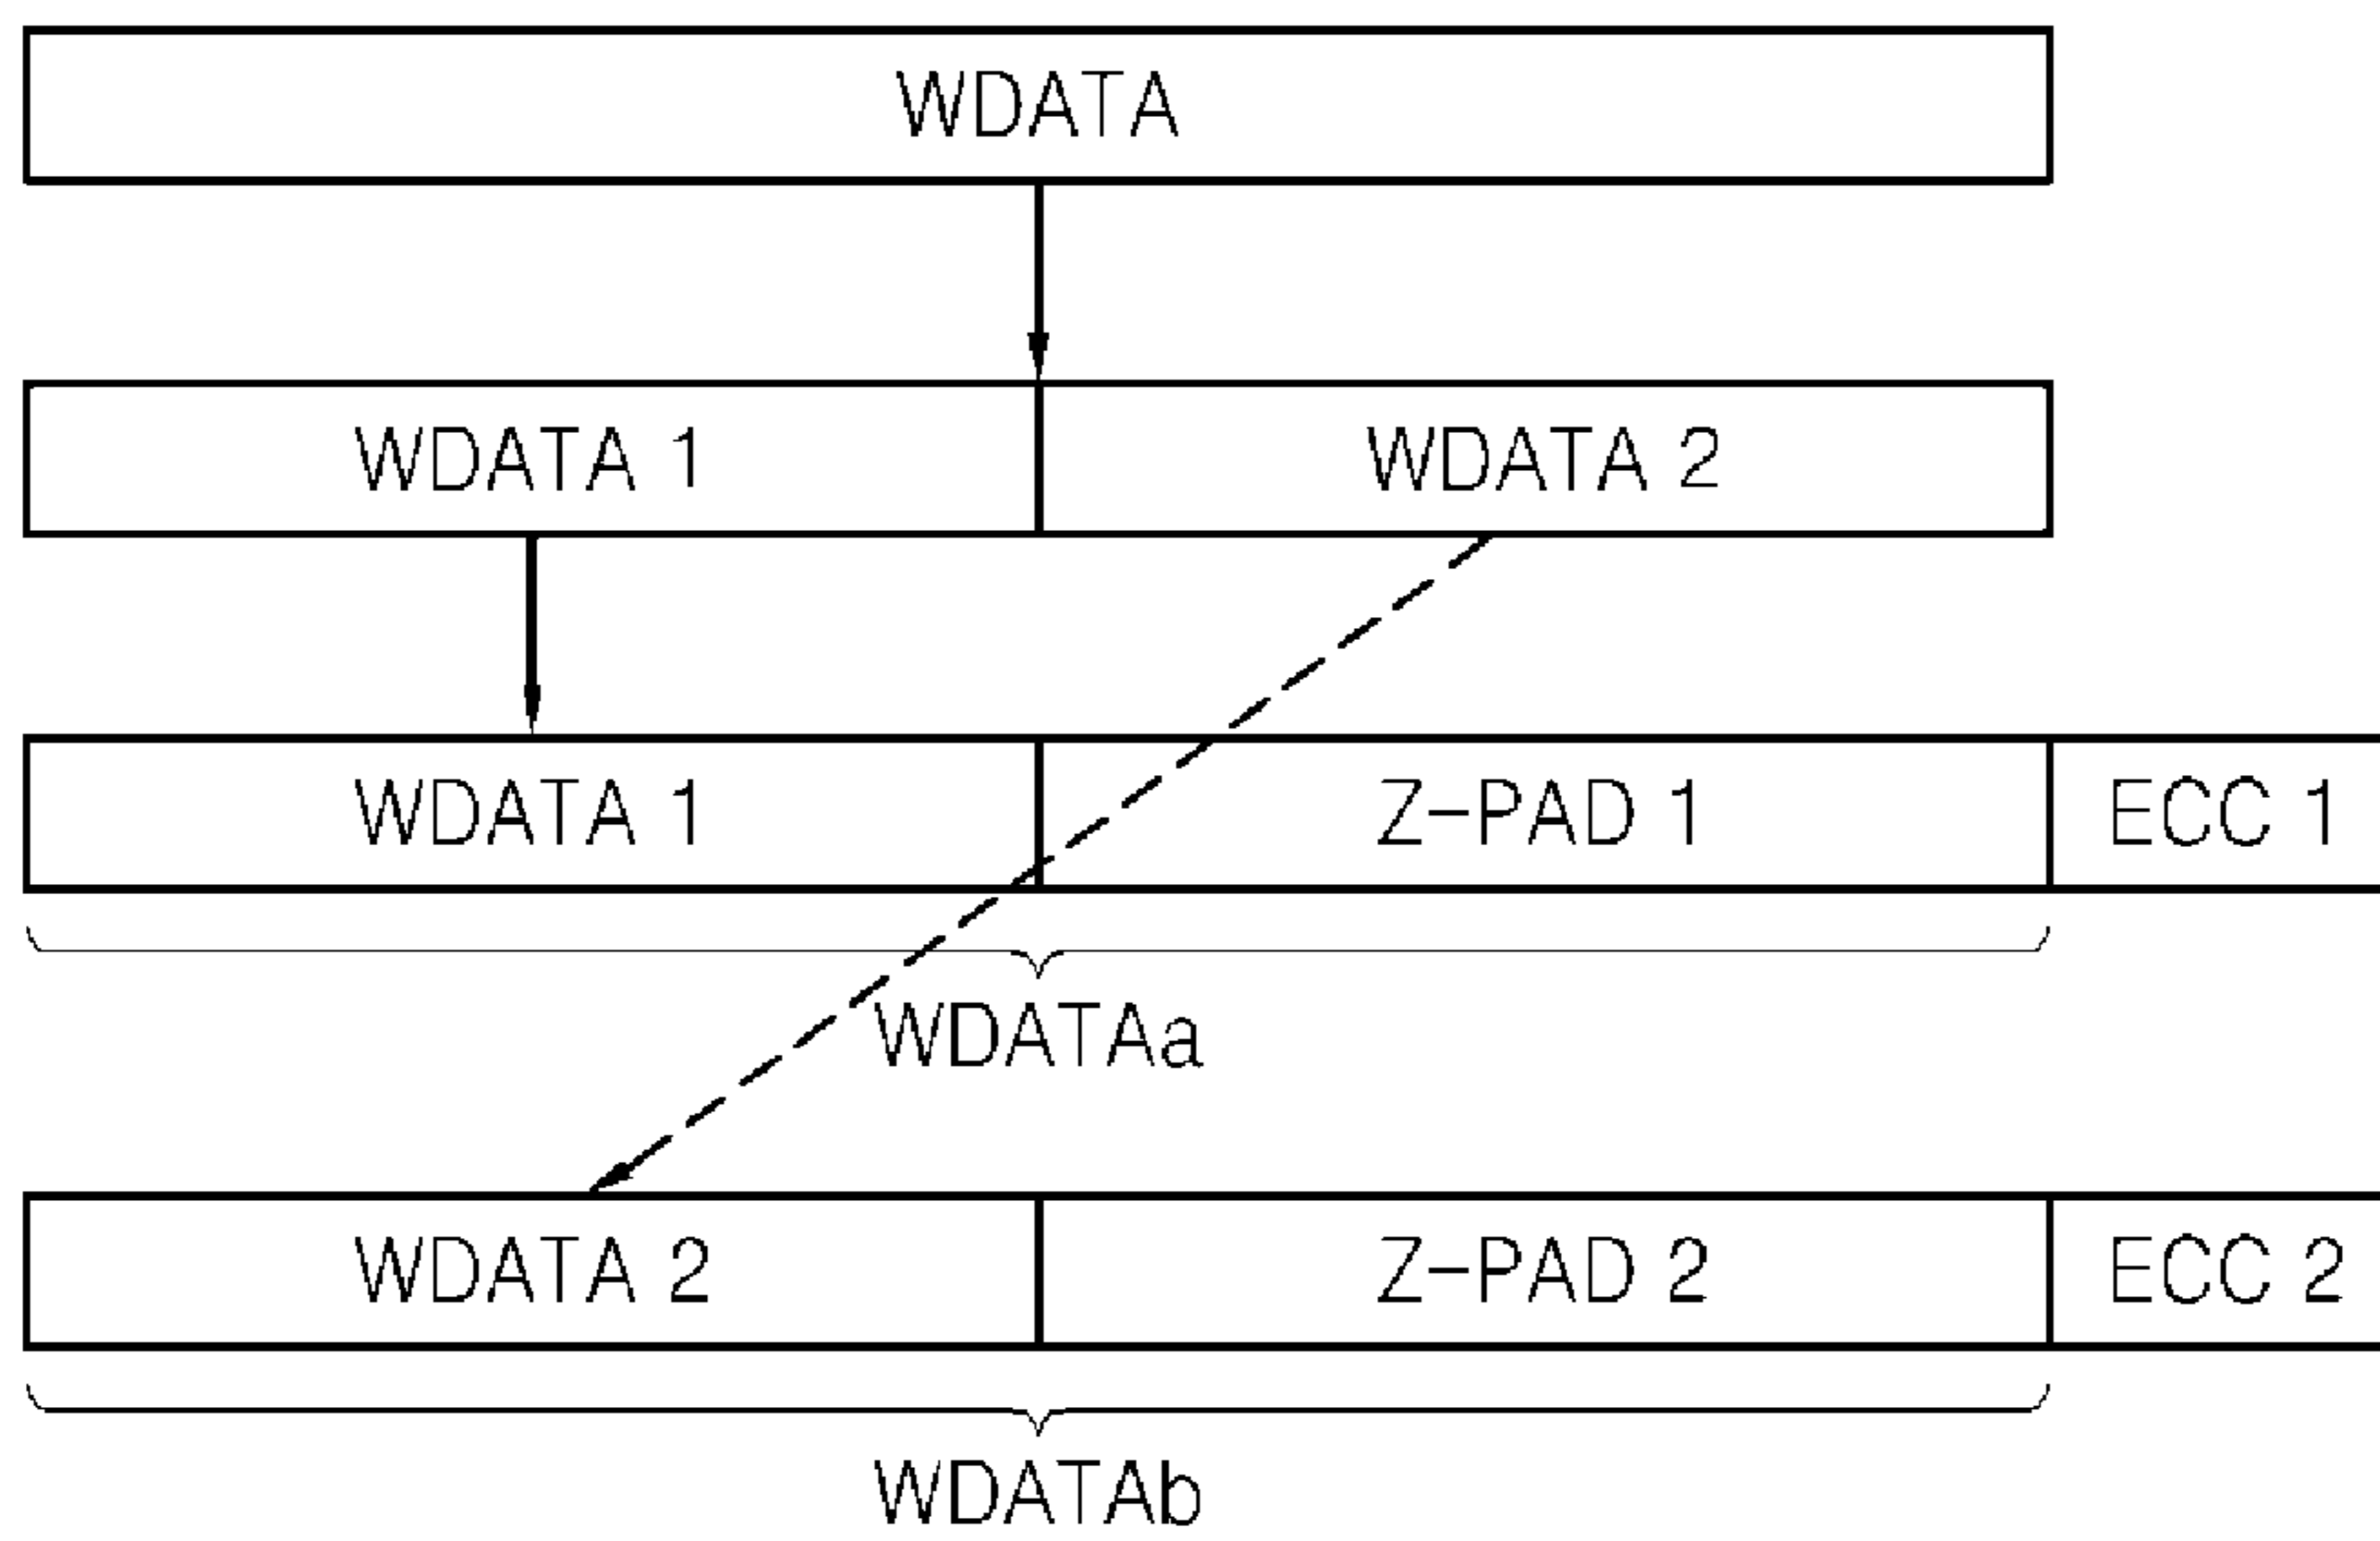 WDATA
WDATA 1 WDATA 2
WDATA 1 Z-PAD 1 ECC 1
WDATAa
WDATA 2 Z-PAD 2 ECC 2
WDATAb